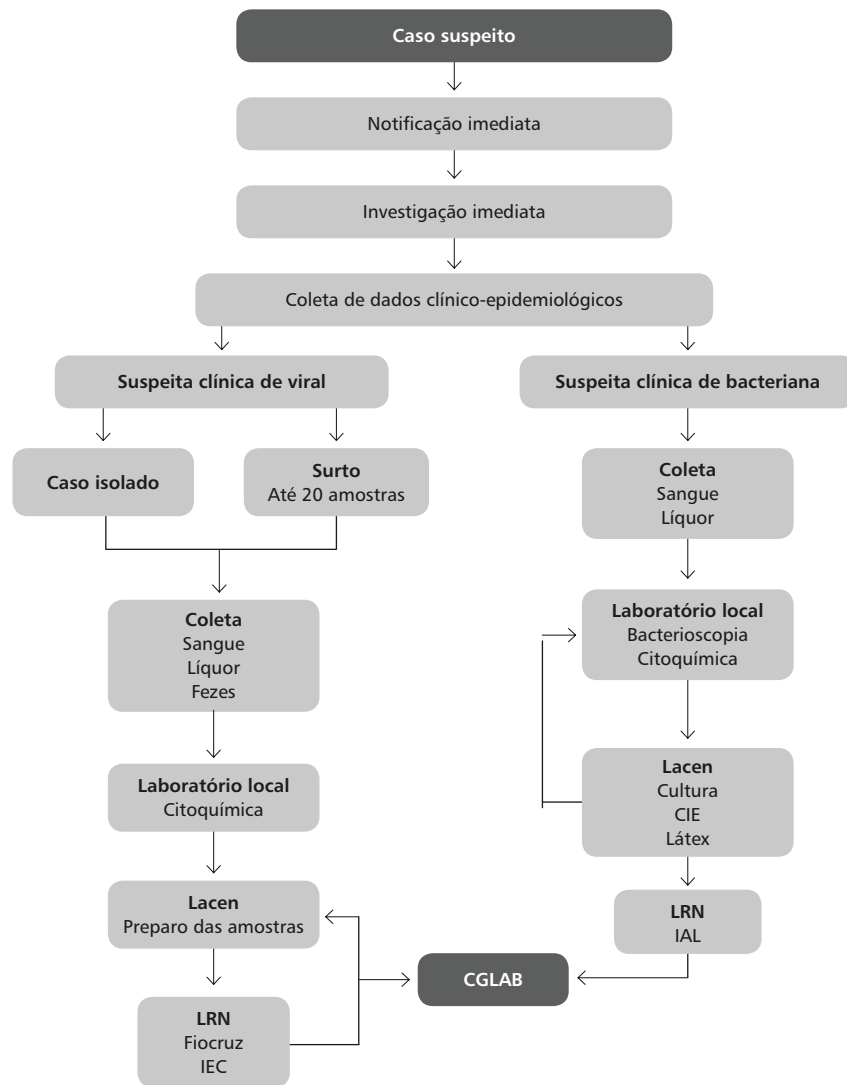 Caso suspeito
Notificação imediata
Investigação imediata
Coleta de dados clínico-epidemiológicos
Suspeita clínica de viral
Suspeita clínica de bacteriana
Caso isolado
Surto
Até 20 amostras
Coleta
Sangue
Líquor
Coleta
Sangue
Líquor
Fezes
Laboratório local
Bacterioscopia
Citoquímica
Laboratório local
Citoquímica
Lacen
Cultura
CIE
Látex
Lacen
Preparo das amostras
LRN
IAL
CGLAB
LRN
Fiocruz
IEC